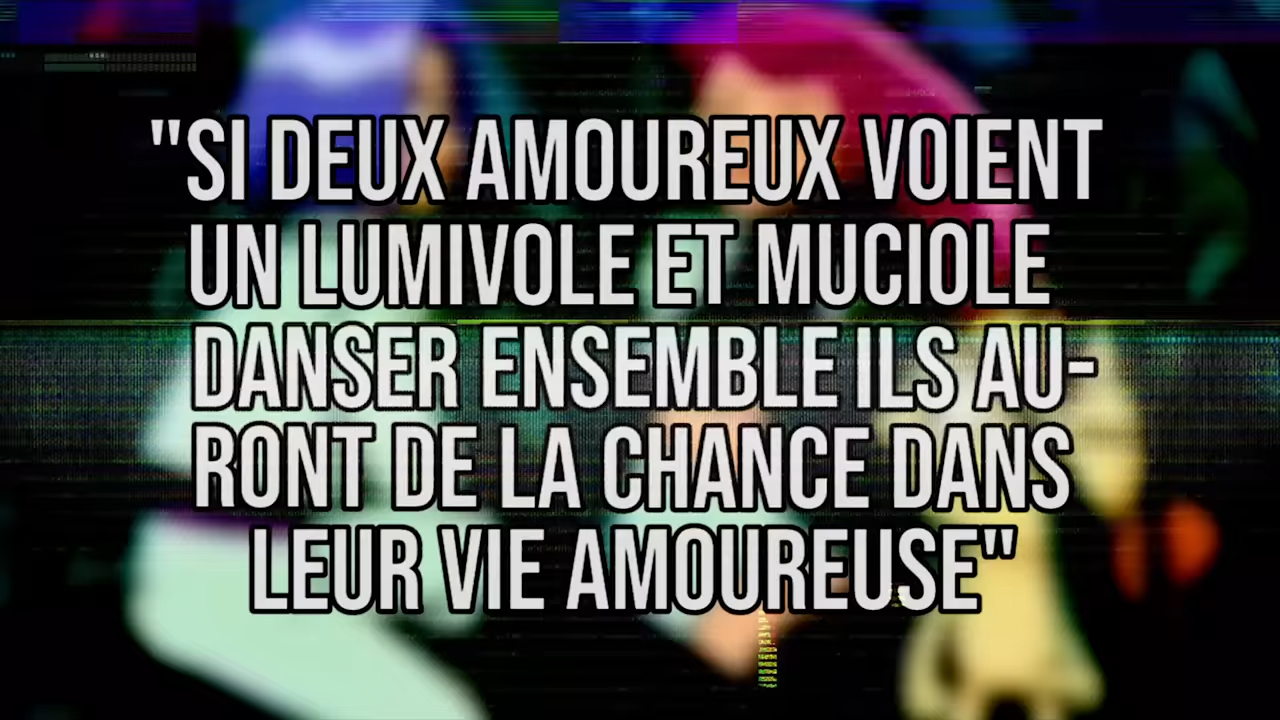 "SI DEUX AMOUREUX VOIENT
UN LUMIVOLE ET MUCIOLE
DANSER ENSEMBLE ILS AU-
RONT DE LA CHANCE DANS
LEUR VIE AMOUREUSE"